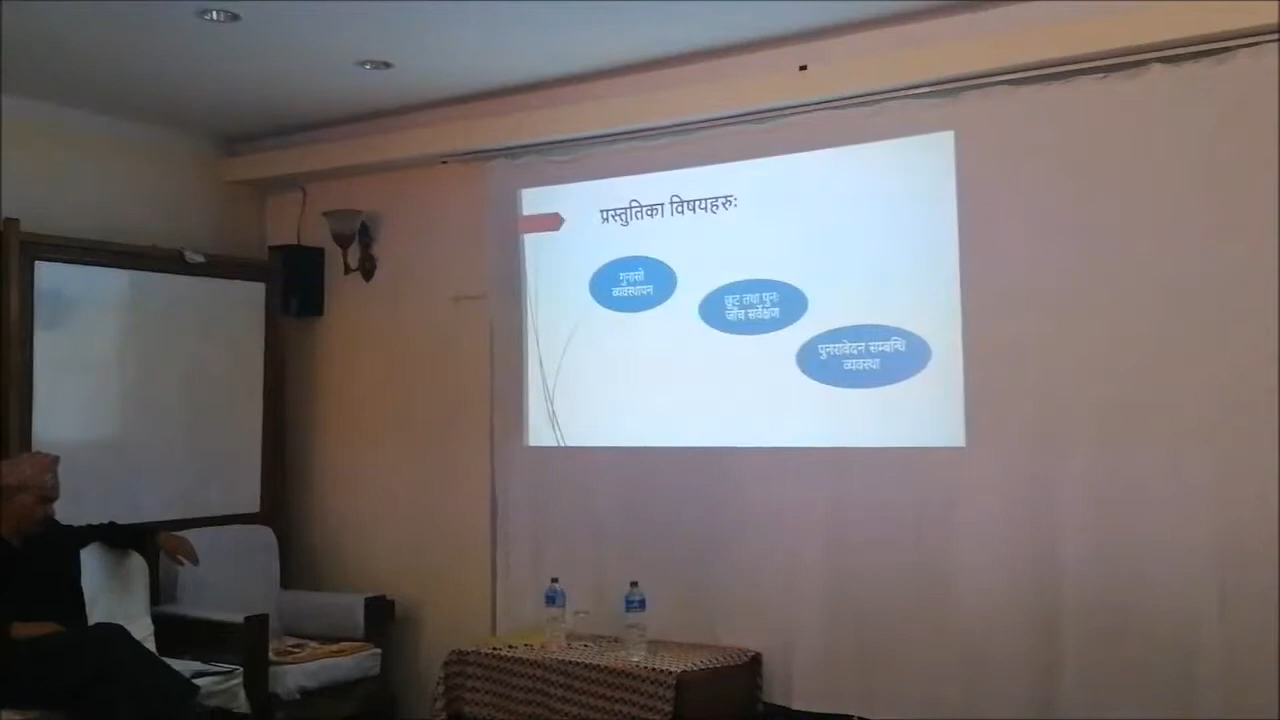 प्रस्तुतिका विषयहरुः
गुनासो
व्यवस्थापन
छुट तथा पुनः
जाँच सर्वेक्षण
पुनरावेदन सम्बन्धि
व्यवस्था